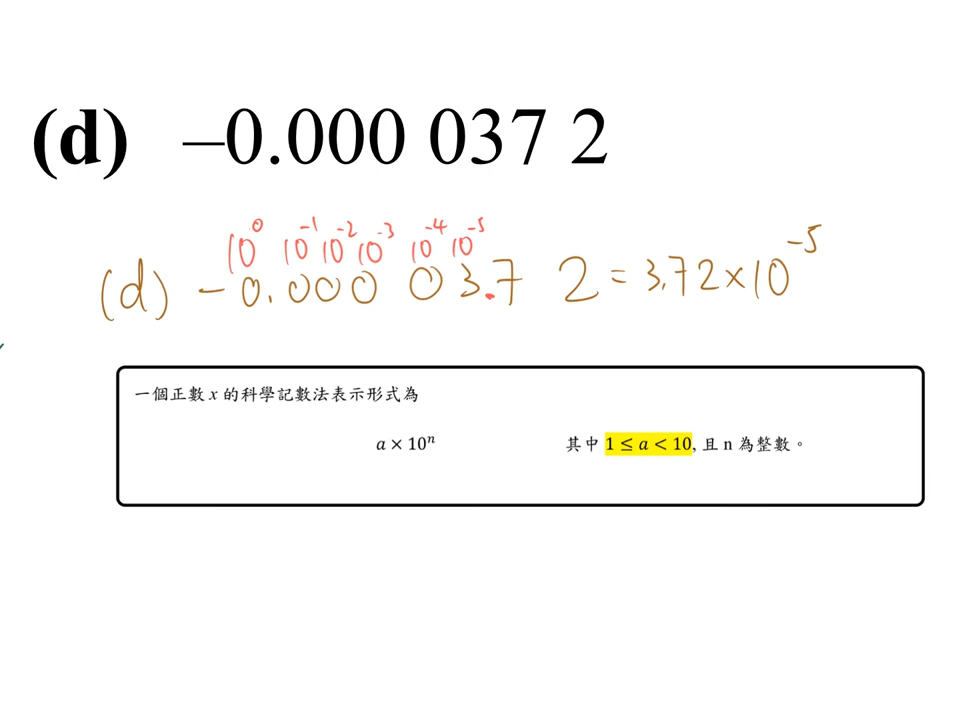 (d) –0.000 037 2
10⁰ 10⁻¹ 10⁻² 10⁻³ 10⁻⁴ 10⁻⁵
(d) -0.000 03.7 2 = 3.72×10⁻⁵
一個正數 x 的科學記數法表示形式為
a × 10ⁿ 其中 1 ≤ a < 10, 且 n 為整數。